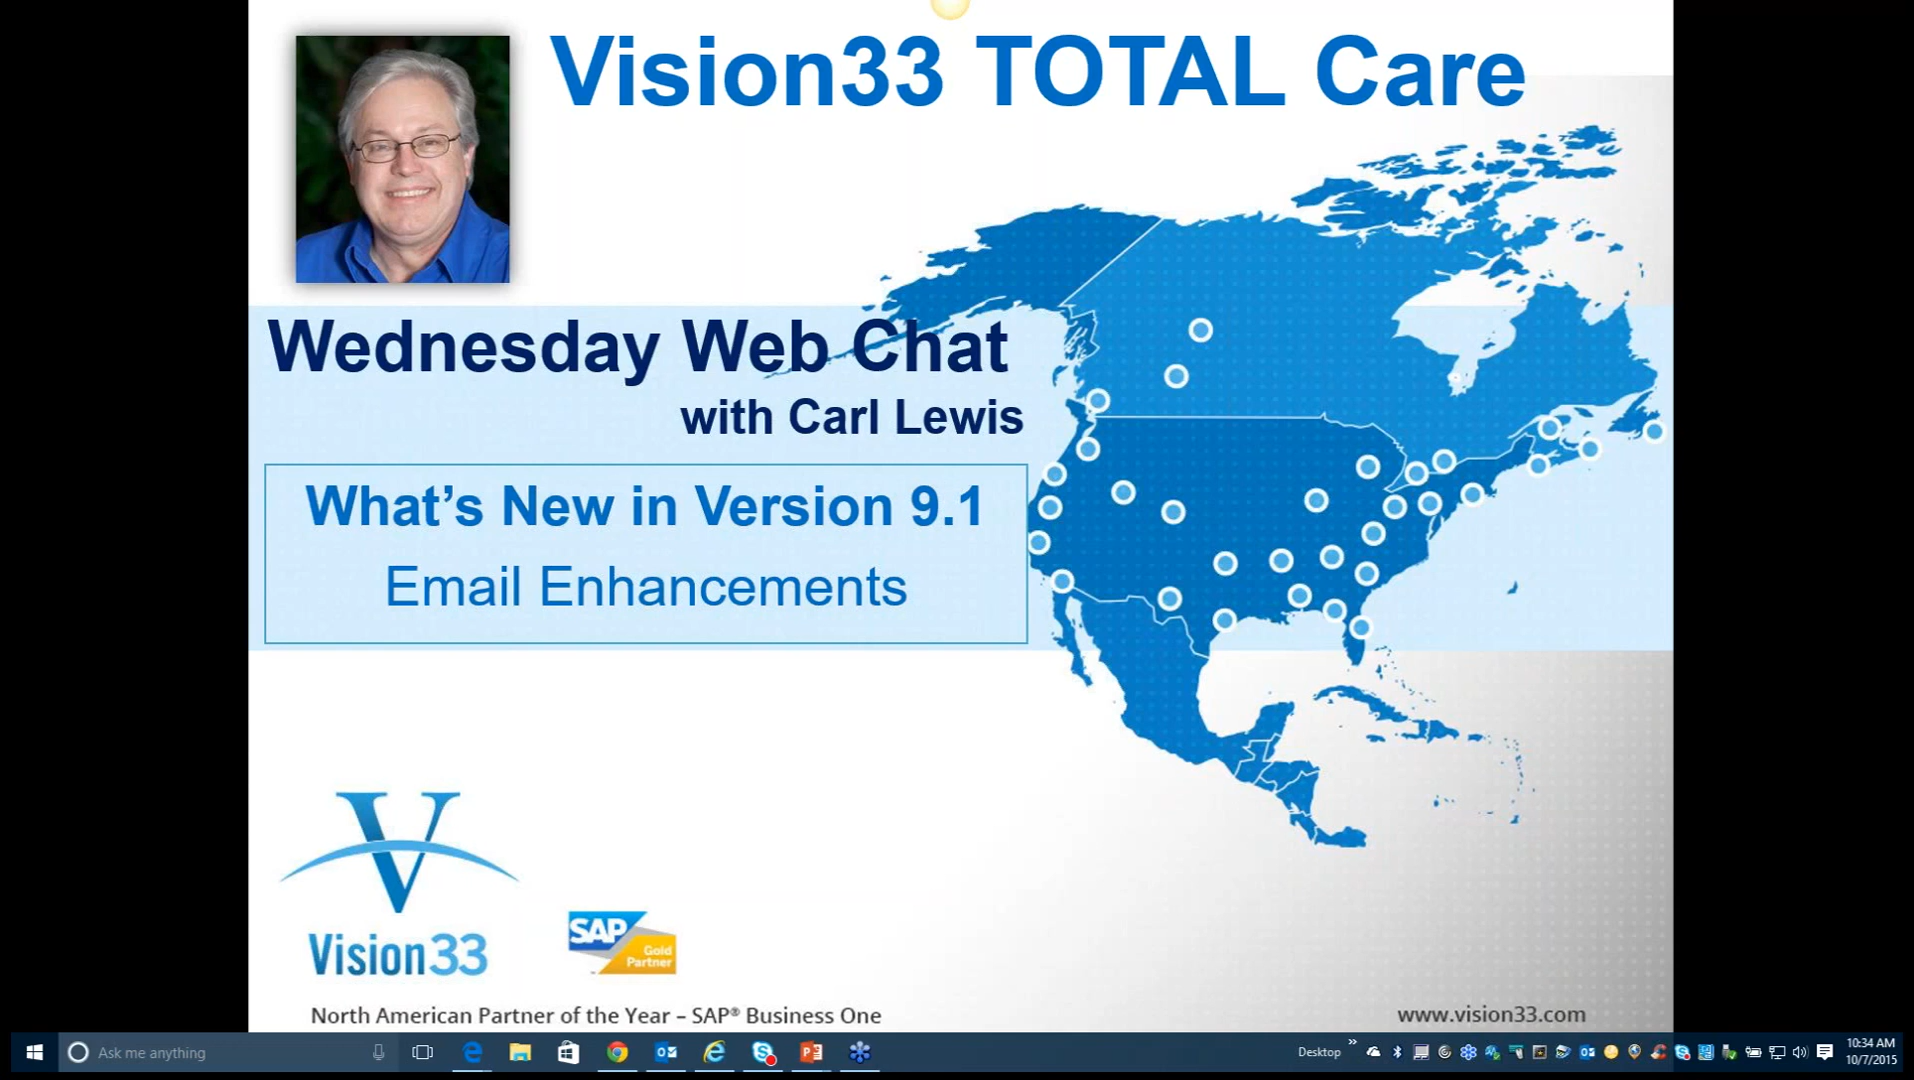 Vision33 TOTAL Care
Wednesday Web Chat
with Carl Lewis
What's New in Version 9.1
Email Enhancements
V
Vision33
SAP
Gold
Partner
North American Partner of the Year – SAP® Business One
www.vision33.com
Ask me anything
Desktop
10:34 AM
10/7/2015